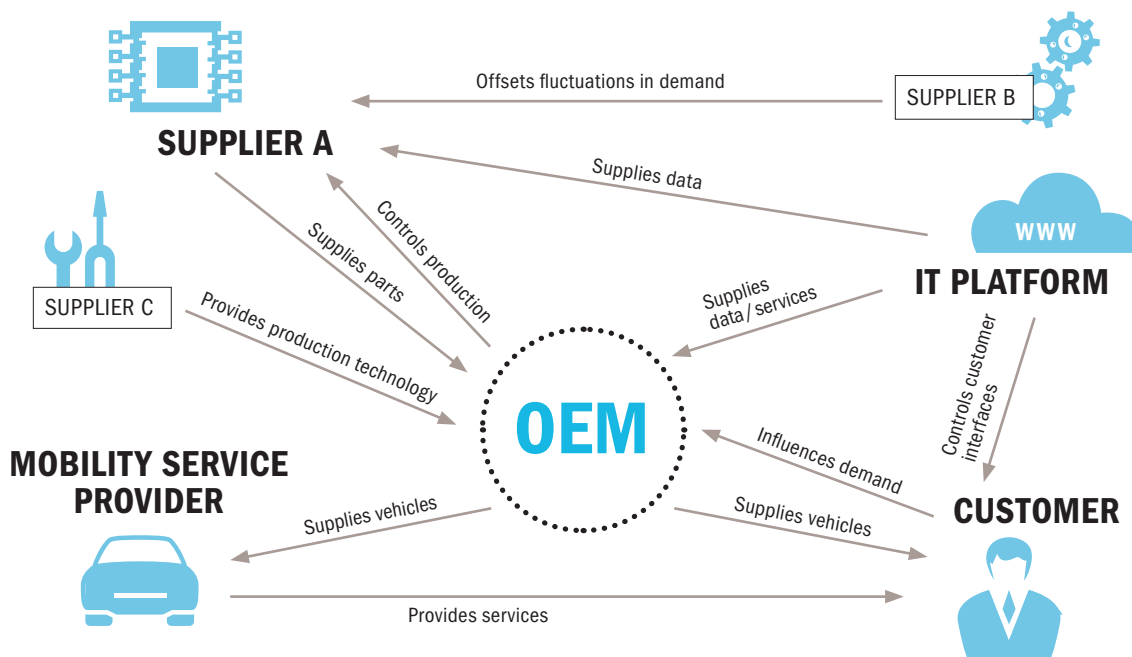 Offsets fluctuations in demand
SUPPLIER B
SUPPLIER A
Supplies data
WWW
IT PLATFORM
Controls production
Supplies parts
SUPPLIER C
Provides production technology
Supplies
data / services
Controls customer
interfaces
OEM
Influences demand
MOBILITY SERVICE
PROVIDER
CUSTOMER
Supplies vehicles
Supplies vehicles
Provides services